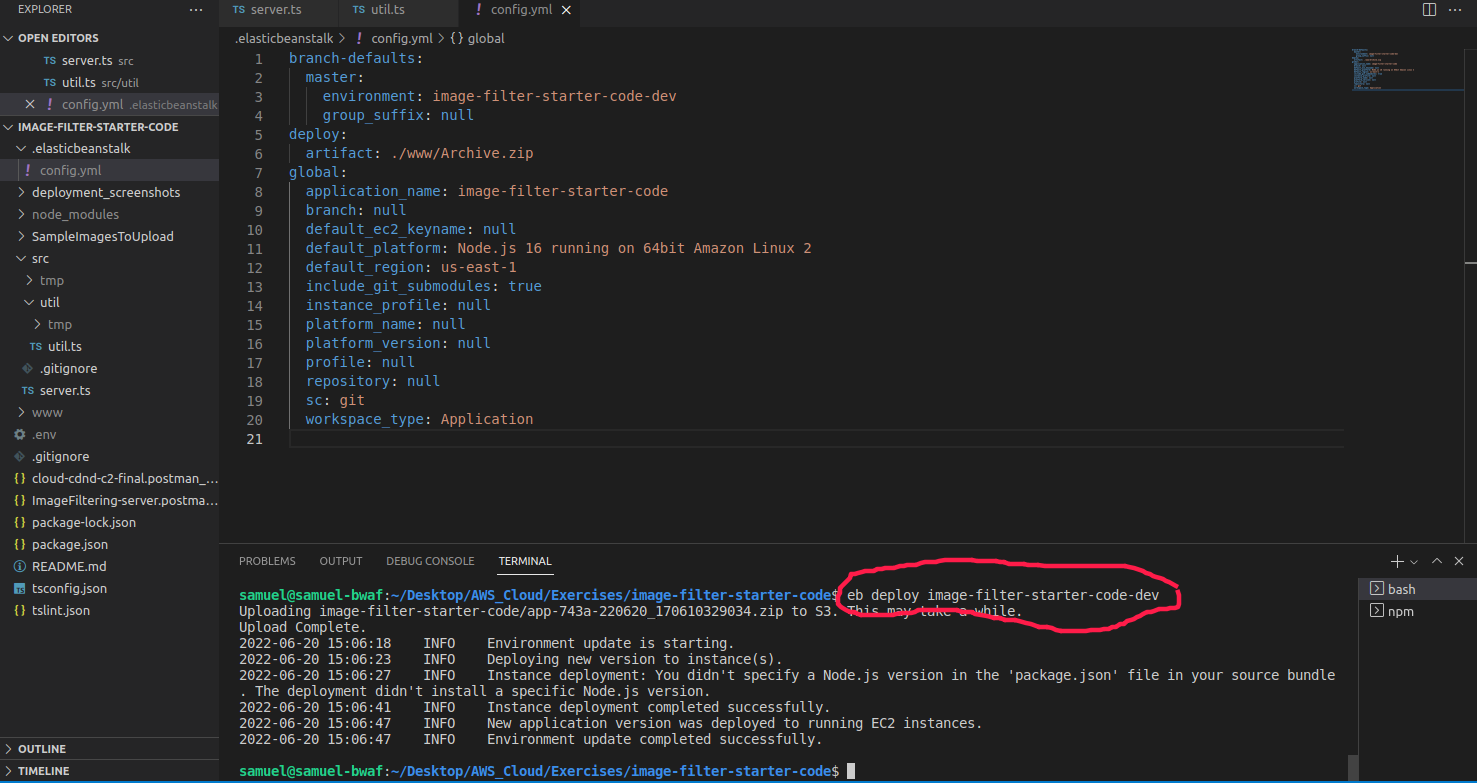 EXPLORER ...
TS server.ts TS util.ts ! config.yml ×
OPEN EDITORS
TS server.ts src
TS util.ts src/util
× ! config.yml .elasticbeanstalk
IMAGE-FILTER-STARTER-CODE
.elasticbeanstalk
! config.yml
deployment_screenshots
node_modules
SampleImagesToUpload
src
tmp
util
tmp
TS util.ts
.gitignore
TS server.ts
www
.env
.gitignore
{} cloud-cdnd-c2-final.postman_...
{} ImageFiltering-server.postma...
{} package-lock.json
{} package.json
README.md
TS tsconfig.json
{} tslint.json
OUTLINE
TIMELINE
.elasticbeanstalk > ! config.yml > {} global
1 branch-defaults:
2 master:
3 environment: image-filter-starter-code-dev
4 group_suffix: null
5 deploy:
6 artifact: ./www/Archive.zip
7 global:
8 application_name: image-filter-starter-code
9 branch: null
10 default_ec2_keyname: null
11 default_platform: Node.js 16 running on 64bit Amazon Linux 2
12 default_region: us-east-1
13 include_git_submodules: true
14 instance_profile: null
15 platform_name: null
16 platform_version: null
17 profile: null
18 repository: null
19 sc: git
20 workspace_type: Application
21
PROBLEMS OUTPUT DEBUG CONSOLE TERMINAL
samuel@samuel-bwaf:~/Desktop/AWS_Cloud/Exercises/image-filter-starter-code$ eb deploy image-filter-starter-code-dev
Uploading image-filter-starter-code/app-743a-220620_170610329034.zip to S3. This may take a while.
Upload Complete.
2022-06-20 15:06:18 INFO Environment update is starting.
2022-06-20 15:06:23 INFO Deploying new version to instance(s).
2022-06-20 15:06:27 INFO Instance deployment: You didn't specify a Node.js version in the 'package.json' file in your source bundle
. The deployment didn't install a specific Node.js version.
2022-06-20 15:06:41 INFO Instance deployment completed successfully.
2022-06-20 15:06:47 INFO New application version was deployed to running EC2 instances.
2022-06-20 15:06:47 INFO Environment update completed successfully.
samuel@samuel-bwaf:~/Desktop/AWS_Cloud/Exercises/image-filter-starter-code$
bash
npm